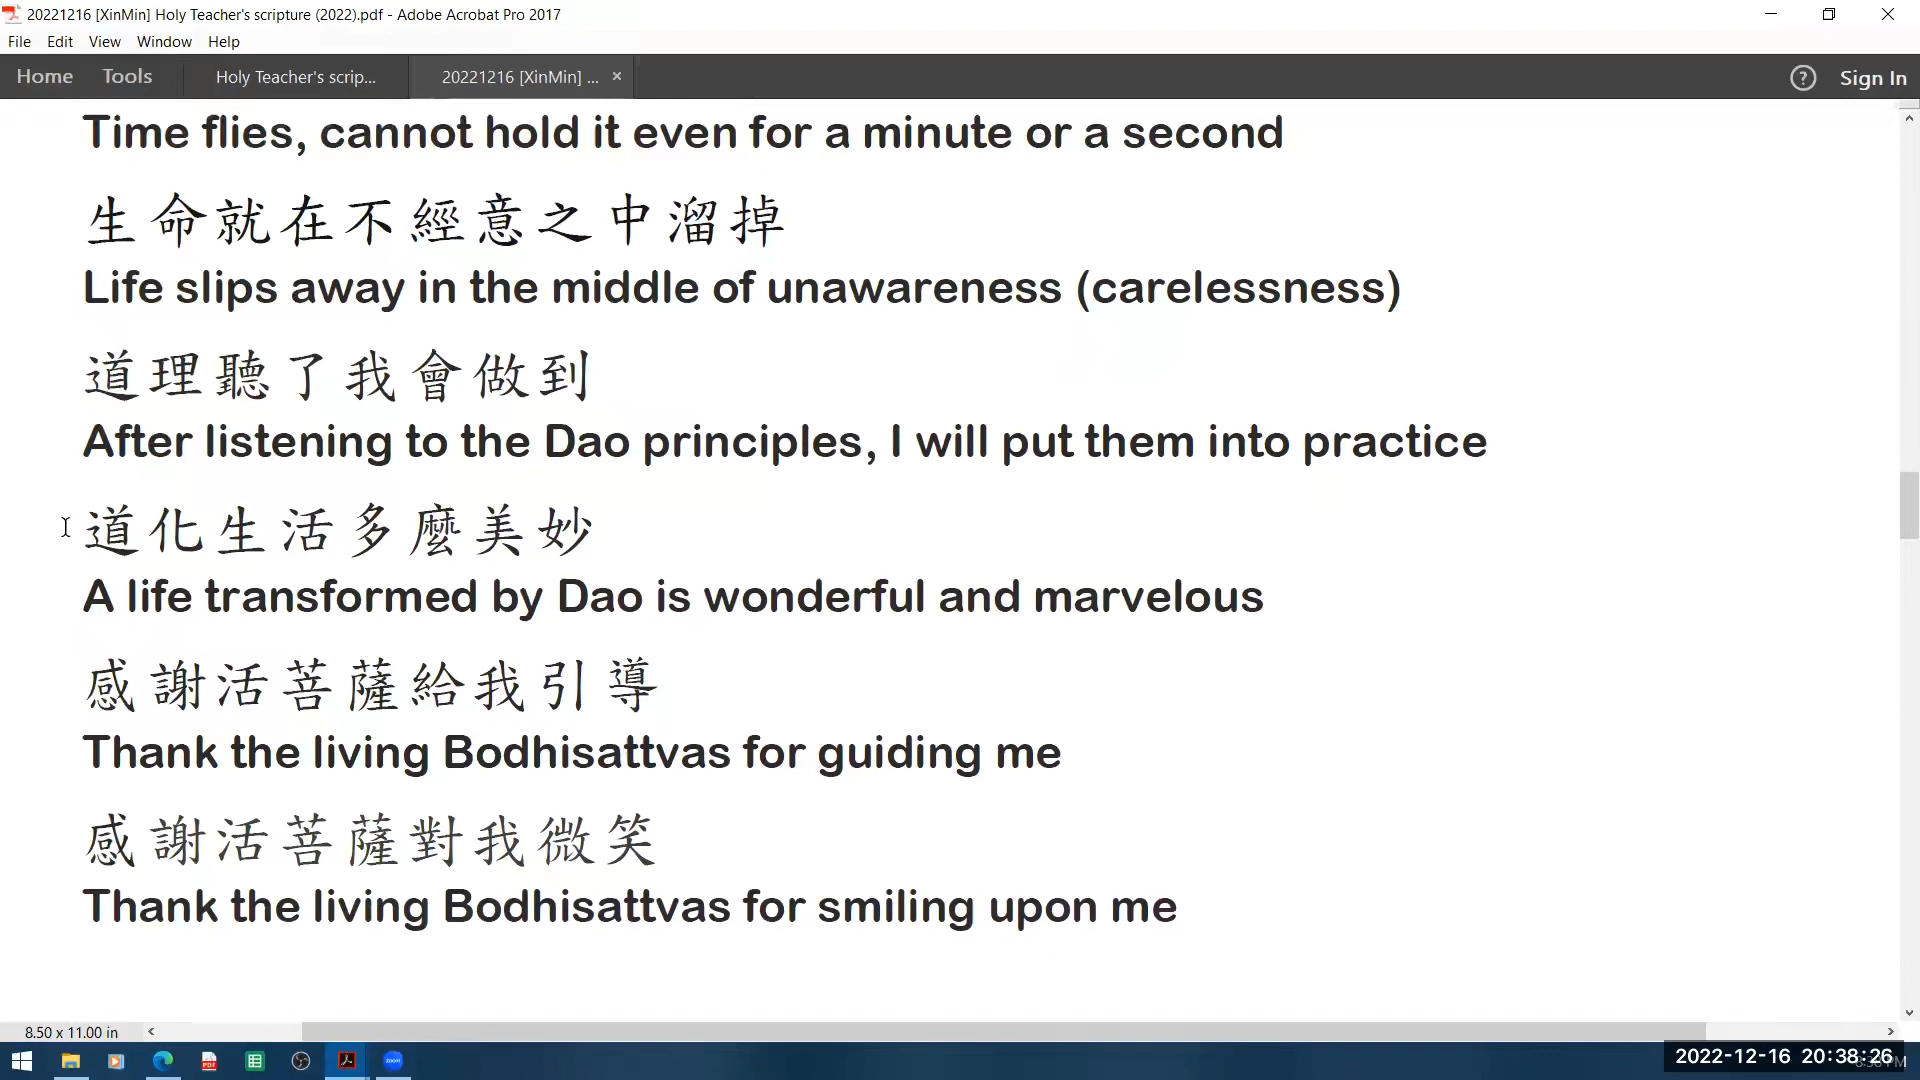 20221216 [XinMin] Holy Teacher's scripture (2022).pdf - Adobe Acrobat Pro 2017
File Edit View Window Help
Home Tools Holy Teacher's scrip... 20221216 [XinMin] ... × ? Sign In
Time flies, cannot hold it even for a minute or a second
生命就在不經意之中溜掉
Life slips away in the middle of unawareness (carelessness)
道理聽了我會做到
After listening to the Dao principles, I will put them into practice
道化生活多麼美妙
A life transformed by Dao is wonderful and marvelous
感謝活菩薩給我引導
Thank the living Bodhisattvas for guiding me
感謝活菩薩對我微笑
Thank the living Bodhisattvas for smiling upon me
8.50 x 11.00 in
PDF zoom
2022-12-16 20:38:26